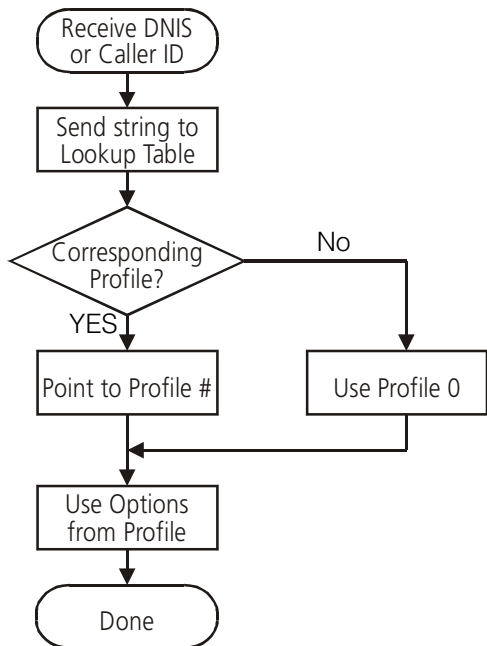 Receive DNIS
or Caller ID
Send string to
Lookup Table
Corresponding
Profile?
No
YES
Point to Profile #
Use Profile 0
Use Options
from Profile
Done